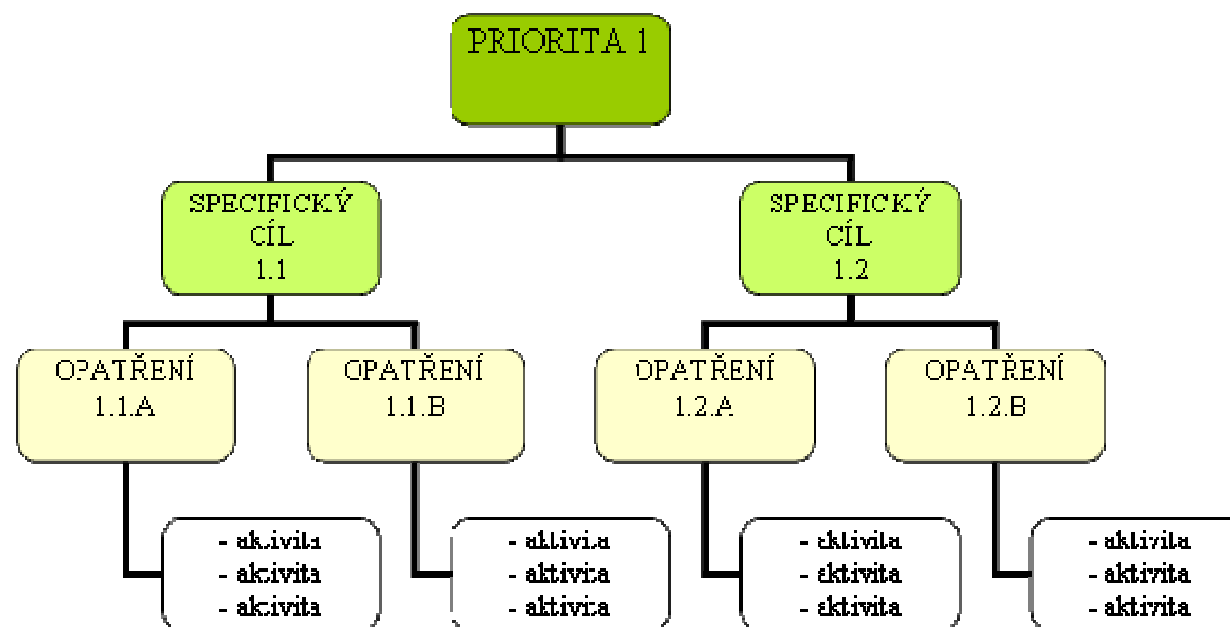 PRIORITA 1
SPECIFICKÝ
CÍL
1.1
SPECIFICKÝ
CÍL
1.2
OPATŘENÍ
1.1.A
OPATŘENÍ
1.1.B
OPATŘENÍ
1.2.A
OPATŘENÍ
1.2.B
- aktivita
- aktivita
- aktivita
- aktivita
- aktivita
- aktivita
- aktivita
- aktivita
- aktivita
- aktivita
- aktivita
- aktivita